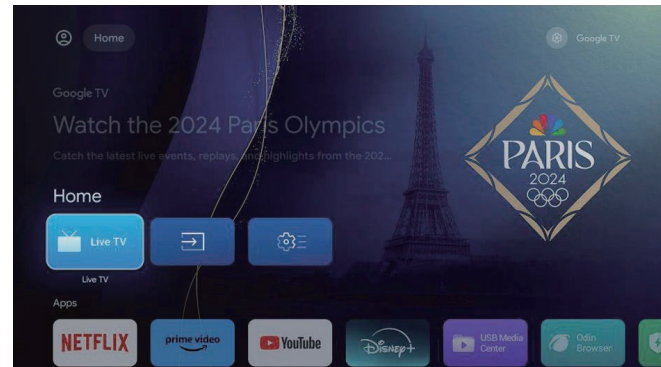 Home
Google TV
Google TV
Watch the 2024 Paris Olympics
Catch the latest live events, replays, and highlights from the 202...
PARIS
2024
Home
Live TV
Live TV
Apps
NETFLIX
prime video
YouTube
Disney+
USB Media
Center
Odin
Browser